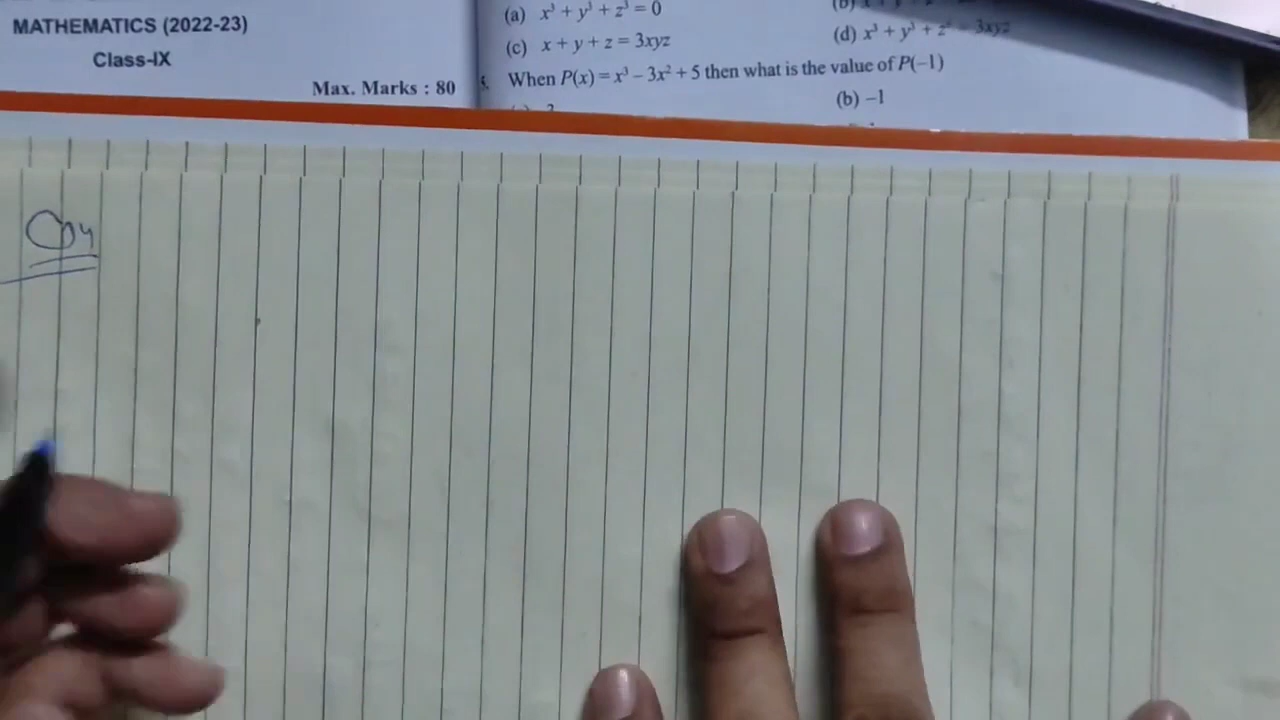 MATHEMATICS (2022-23)
Class-IX
Max. Marks : 80
(a) x³ + y³ + z³ = 0
(c) x + y + z = 3xyz
(d) x³ + y³ + z³ = 3xyz
5. When P(x) = x³ – 3x² + 5 then what is the value of P(–1)
(b) –1